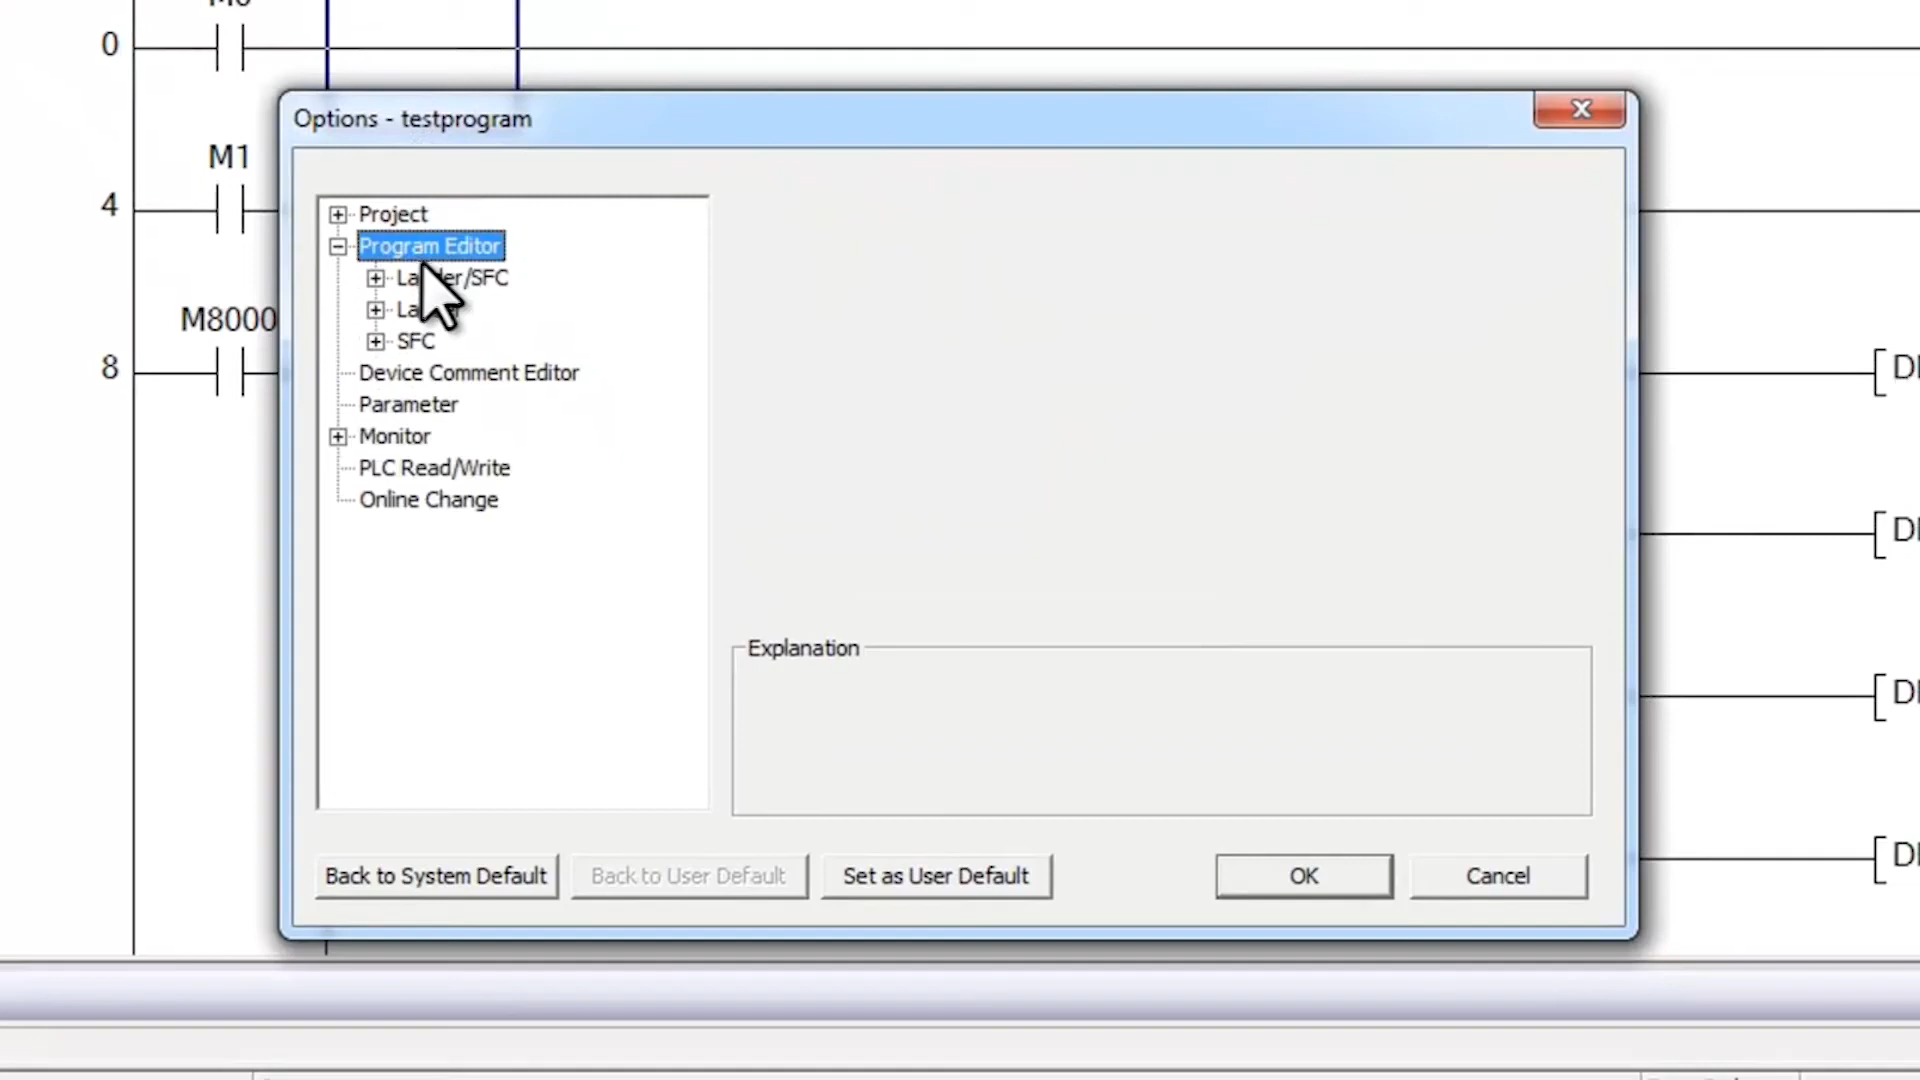 0
Options - testprogram
M1
Project
4
Program Editor
SFC
M8000
SFC
8
Device Comment Editor
Parameter
Monitor
PLC Read/Write
Online Change
Explanation
Back to System Default
Back to User Default
Set as User Default
OK
Cancel